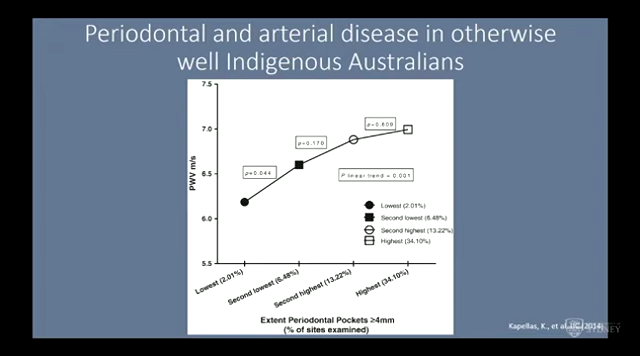 Periodontal and arterial disease in otherwise
well Indigenous Australians
7.5
7.0
6.5
6.0
5.5
PWV m/s
p=0.044
p=0.170
p=0.609
P linear trend = 0.001
Lowest (2.01%)
Second lowest (6.48%)
Second highest (13.22%)
Highest (34.10%)
Lowest (2.01%)
Second lowest (6.48%)
Second highest (13.22%)
Highest (34.10%)
Extent Periodontal Pockets ≥4mm
(% of sites examined)
Kapellas, K., et al. (2014)
SYDNEY